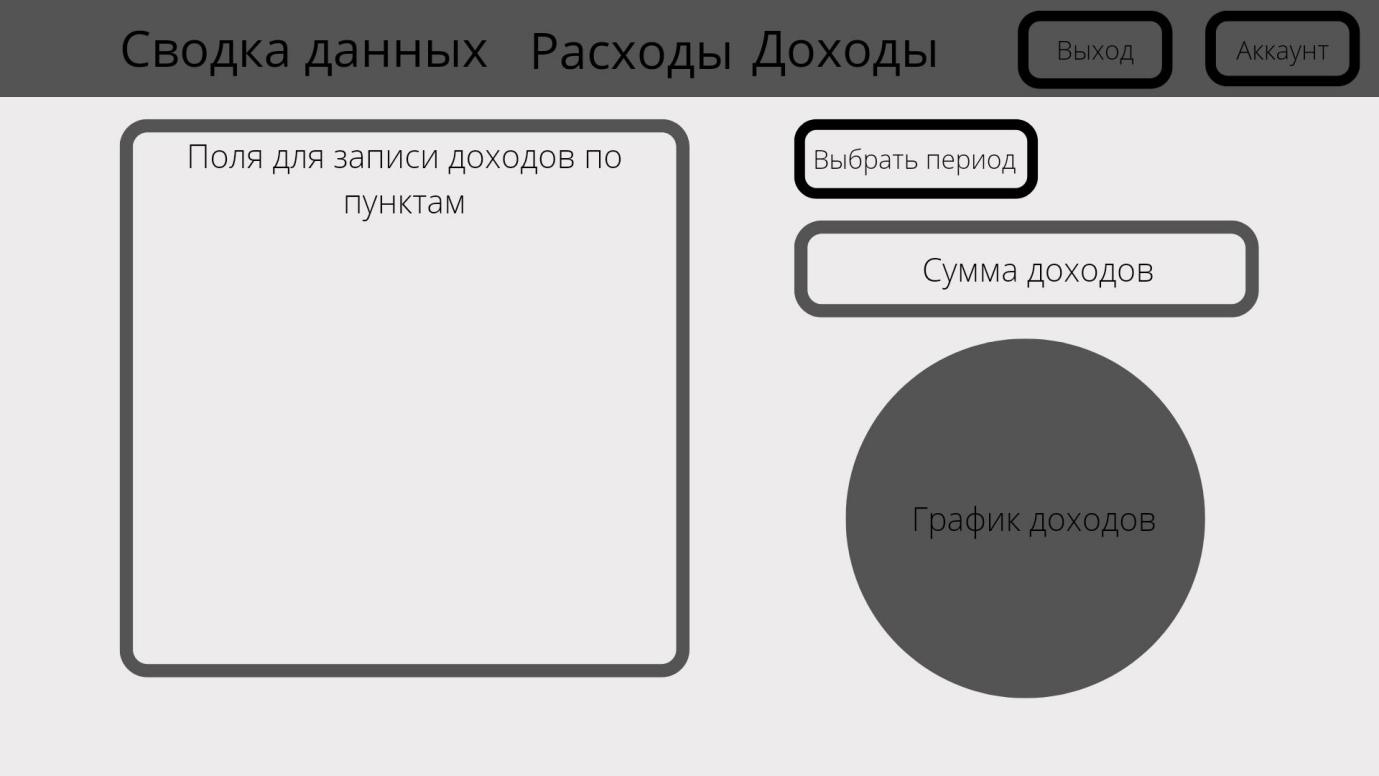 Сводка данных Расходы Доходы Выход Аккаунт
Поля для записи доходов по
пунктам
Выбрать период
Сумма доходов
График доходов